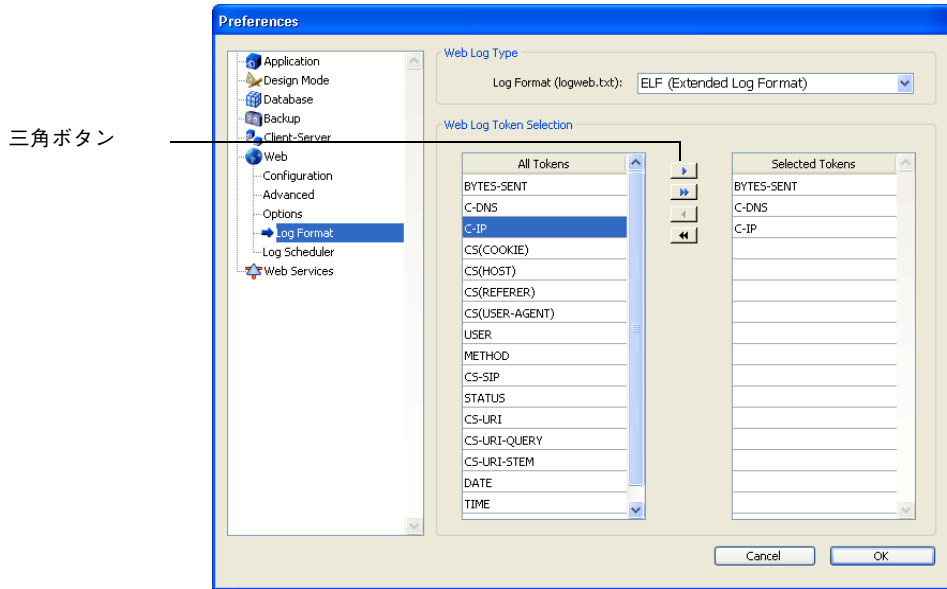 Preferences
三角ボタン
Application
Design Mode
Database
Backup
Client-Server
Web
Configuration
Advanced
Options
Log Format
Log Scheduler
Web Services
Web Log Type
Log Format (logweb.txt): ELF (Extended Log Format)
Web Log Token Selection
All Tokens
BYTES-SENT
C-DNS
C-IP
CS(COOKIE)
CS(HOST)
CS(REFERER)
CS(USER-AGENT)
USER
METHOD
CS-SIP
STATUS
CS-URI
CS-URI-QUERY
CS-URI-STEM
DATE
TIME
Selected Tokens
BYTES-SENT
C-DNS
C-IP
Cancel
OK